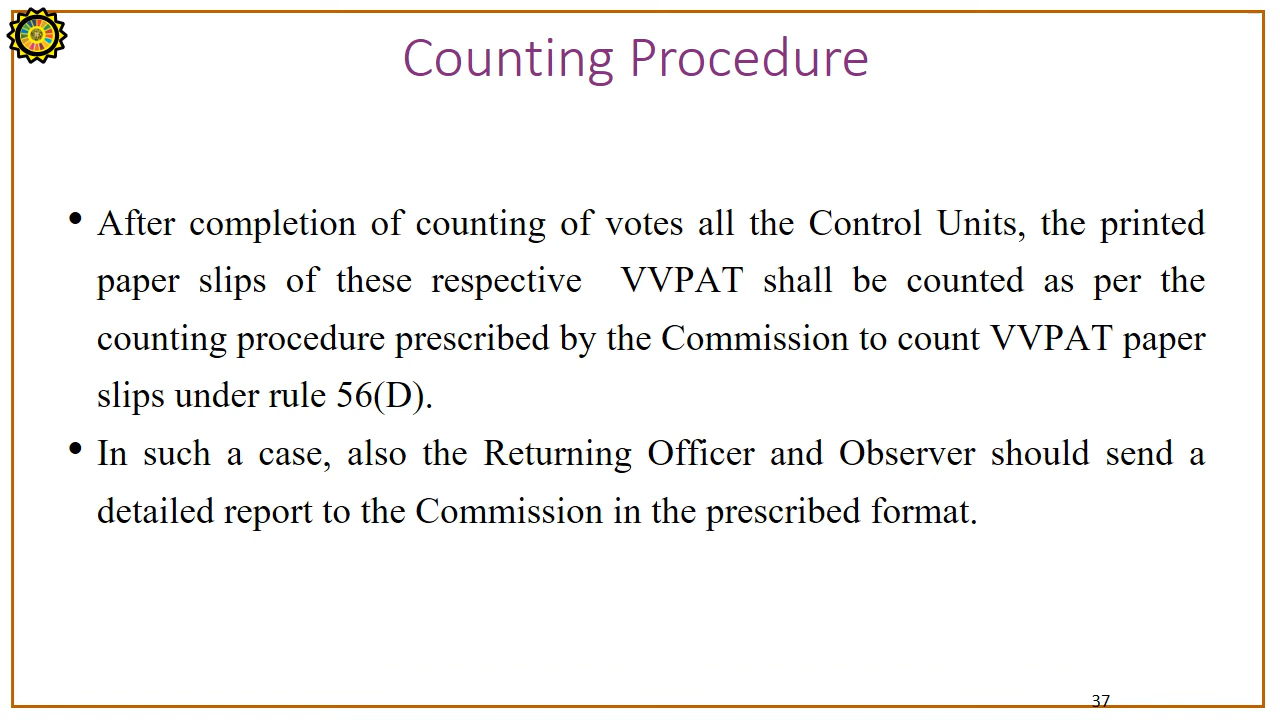 Counting Procedure
• After completion of counting of votes all the Control Units, the printed
paper slips of these respective VVPAT shall be counted as per the
counting procedure prescribed by the Commission to count VVPAT paper
slips under rule 56(D).
• In such a case, also the Returning Officer and Observer should send a
detailed report to the Commission in the prescribed format.
37